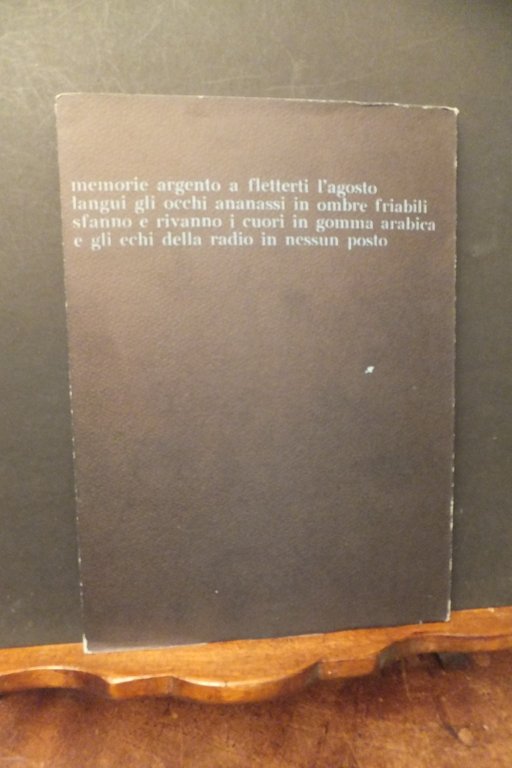 memorie argento a fletterti l'agosto
langui gli occhi ananassi in ombre friabili
sfanno e rivanno i cuori in gomma arabica
e gli echi della radio in nessun posto